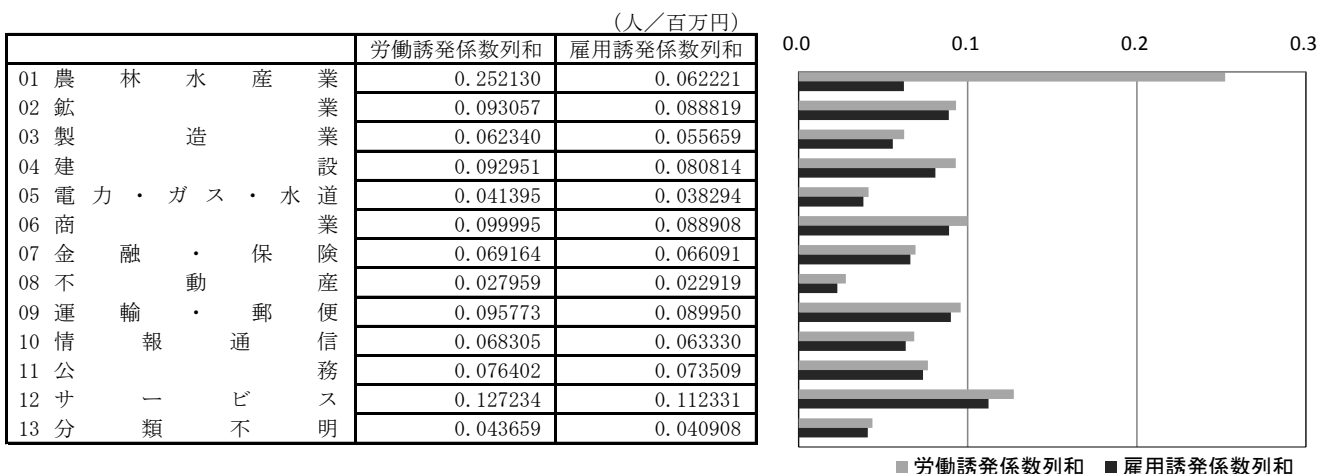 (人/百万円)
労働誘発係数列和 雇用誘発係数列和
01 農林水産業 0.252130 0.062221
02 鉱業 0.093057 0.088819
03 製造業 0.062340 0.055659
04 建設 0.092951 0.080814
05 電力・ガス・水道 0.041395 0.038294
06 商業 0.099995 0.088908
07 金融・保険 0.069164 0.066091
08 不動産 0.027959 0.022919
09 運輸・郵便 0.095773 0.089950
10 情報通信 0.068305 0.063330
11 公務 0.076402 0.073509
12 サービス 0.127234 0.112331
13 分類不明 0.043659 0.040908
0.0 0.1 0.2 0.3
労働誘発係数列和 雇用誘発係数列和